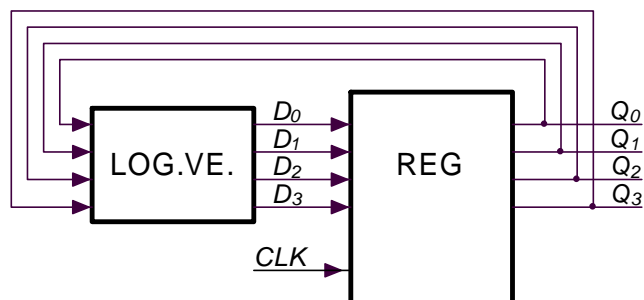 D0 Q0
D1 Q1
LOG.VE. REG
D2 Q2
D3 Q3
CLK